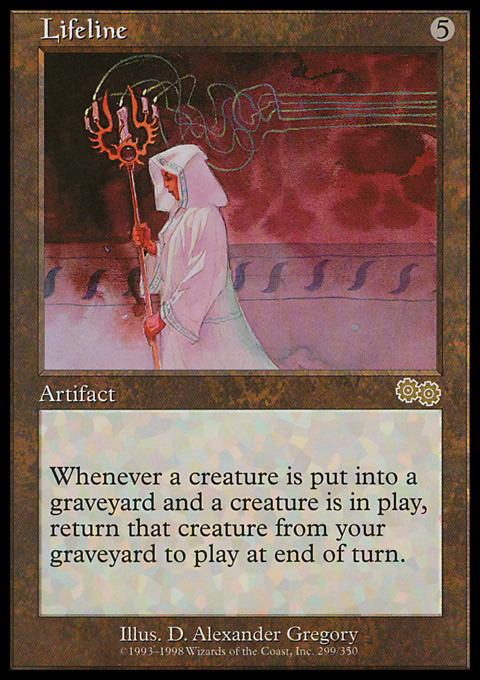 Lifeline 5
Artifact
Whenever a creature is put into a
graveyard and a creature is in play,
return that creature from your
graveyard to play at end of turn.
Illus. D. Alexander Gregory
©1993-1998 Wizards of the Coast, Inc. 299/350